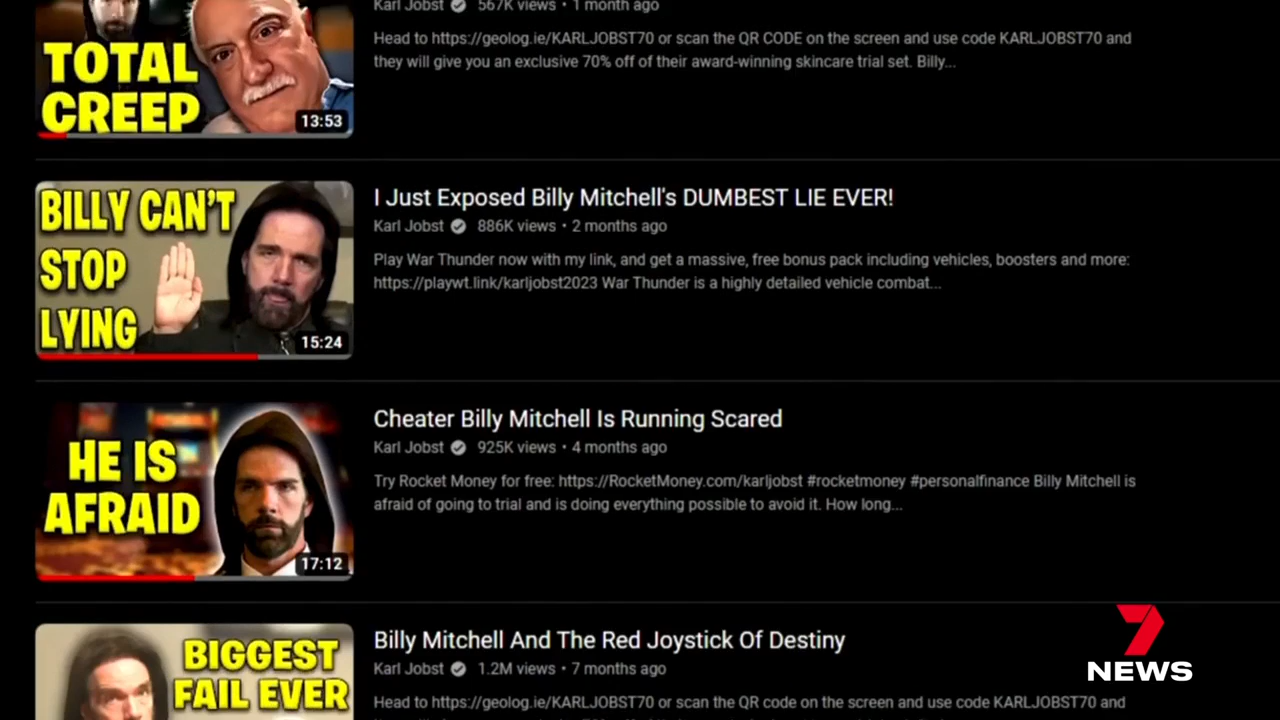 Karl Jobst 567K views • 1 month ago
Head to https://geolog.ie/KARLJOBST70 or scan the QR CODE on the screen and use code KARLJOBST70 and
they will give you an exclusive 70% off of their award-winning skincare trial set. Billy...
TOTAL
CREEP
13:53
BILLY CAN'T
STOP
LYING
15:24
I Just Exposed Billy Mitchell's DUMBEST LIE EVER!
Karl Jobst 886K views • 2 months ago
Play War Thunder now with my link, and get a massive, free bonus pack including vehicles, boosters and more:
https://playwt.link/karljobst2023 War Thunder is a highly detailed vehicle combat...
HE IS
AFRAID
17:12
Cheater Billy Mitchell Is Running Scared
Karl Jobst 925K views • 4 months ago
Try Rocket Money for free: https://RocketMoney.com/karljobst #rocketmoney #personalfinance Billy Mitchell is
afraid of going to trial and is doing everything possible to avoid it. How long...
BIGGEST
FAIL EVER
Billy Mitchell And The Red Joystick Of Destiny
Karl Jobst 1.2M views • 7 months ago
Head to https://geolog.ie/KARLJOBST70 or scan the QR code on the screen and use code KARLJOBST70 and
7
NEWS